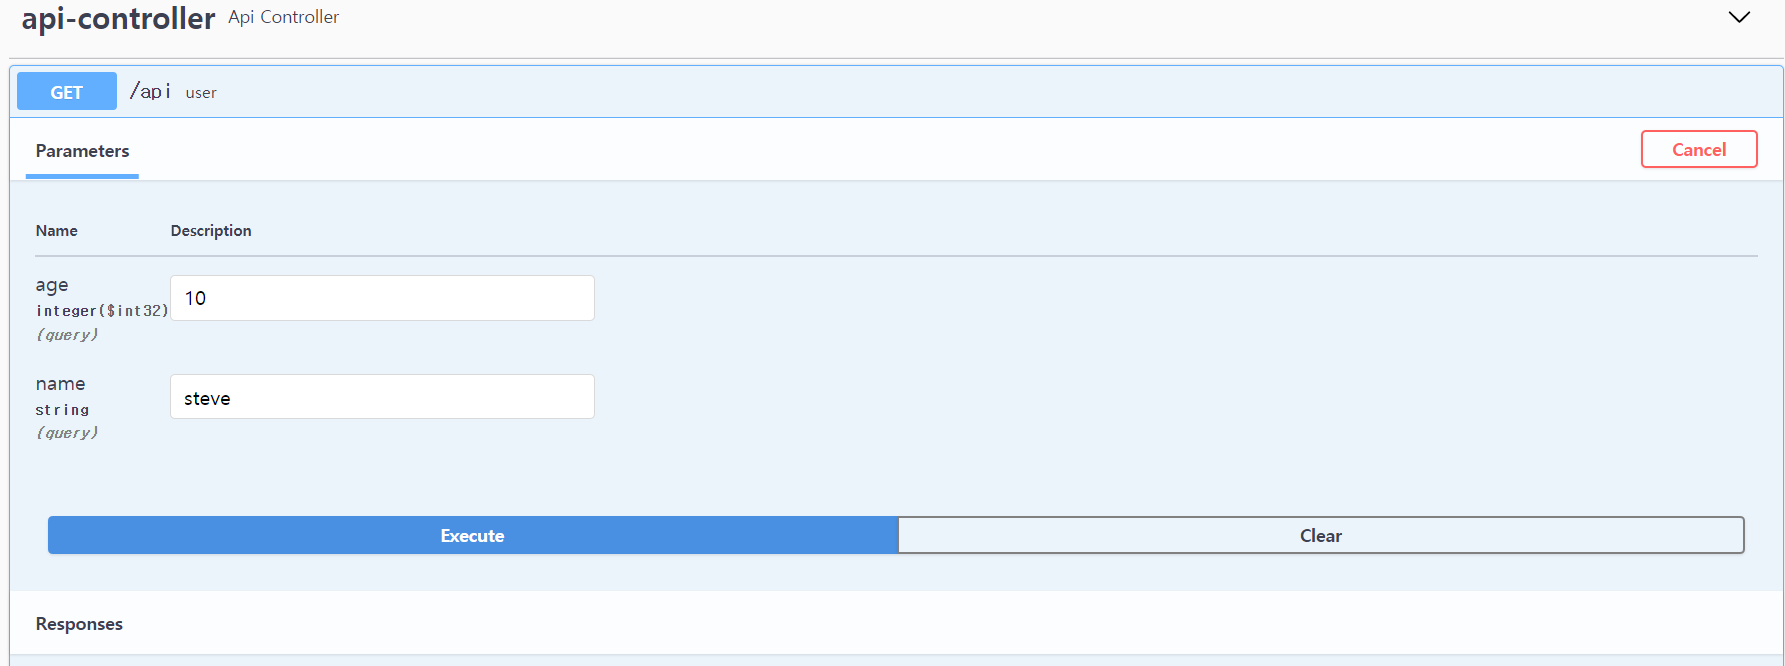 api-controller Api Controller
GET /api user
Parameters Cancel
Name Description
age
integer($int32)
(query)
10
name
string
(query)
steve
Execute Clear
Responses